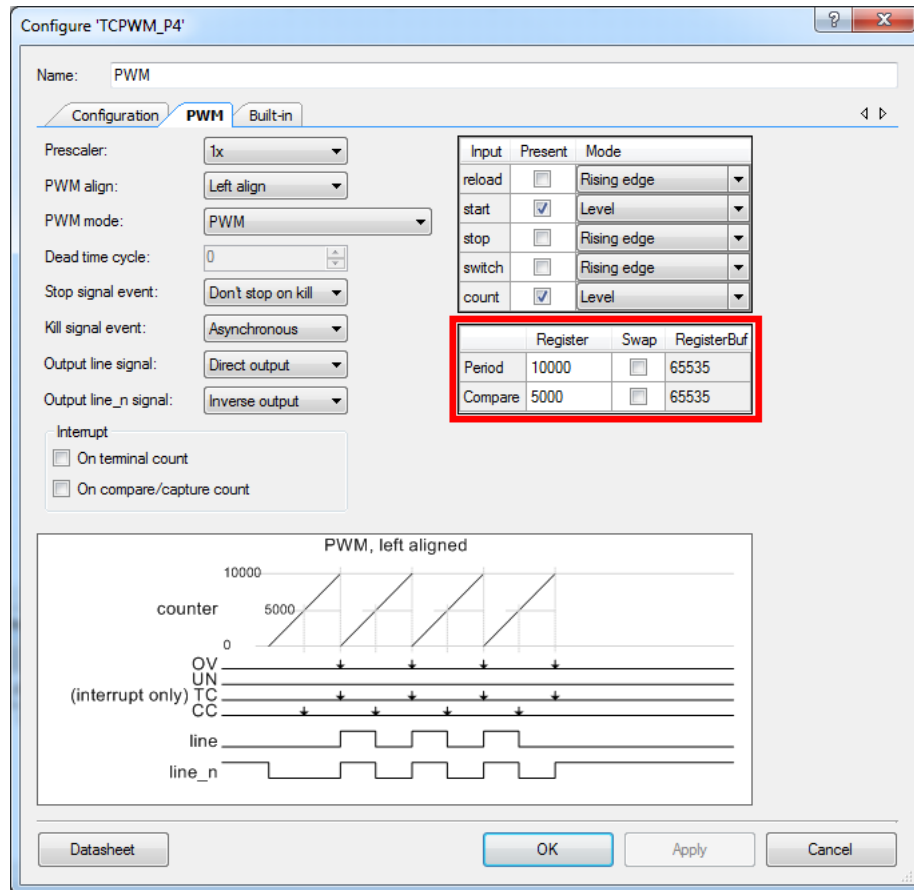 Configure 'TCPWM_P4'
?
X
Name: PWM
Configuration PWM Built-in
Prescaler: 1x
PWM align: Left align
PWM mode: PWM
Dead time cycle: 0
Stop signal event: Don't stop on kill
Kill signal event: Asynchronous
Output line signal: Direct output
Output line_n signal: Inverse output
Interrupt
On terminal count
On compare/capture count
Input Present Mode
reload Rising edge
start Level
stop Rising edge
switch Rising edge
count Level
Register Swap RegisterBuf
Period 10000 65535
Compare 5000 65535
PWM, left aligned
10000
counter 5000
0
OV
UN
(interrupt only) TC
CC
line
line_n
Datasheet OK Apply Cancel